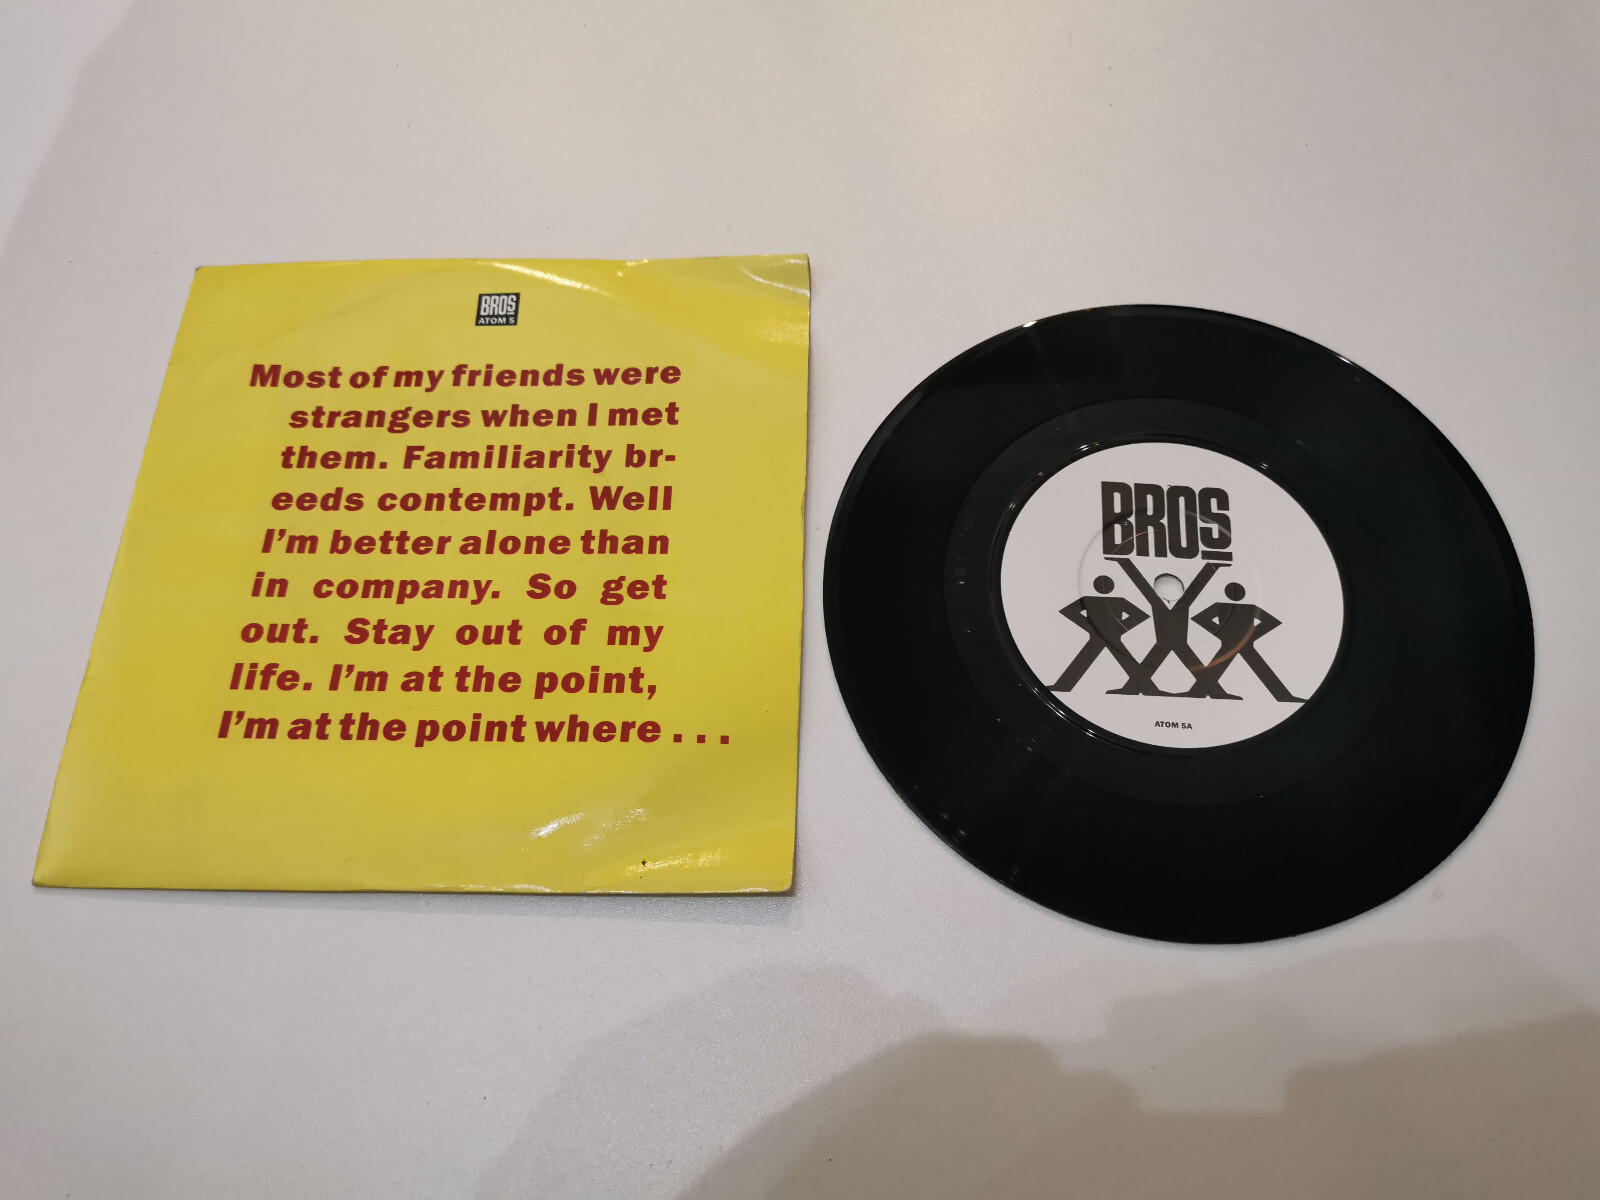 BROS
ATOM 5
Most of my friends were
strangers when I met
them. Familiarity br-
eeds contempt. Well
I'm better alone than
in company. So get
out. Stay out of my
life. I'm at the point,
I'm at the point where . . .
BROS
ATOM 5A